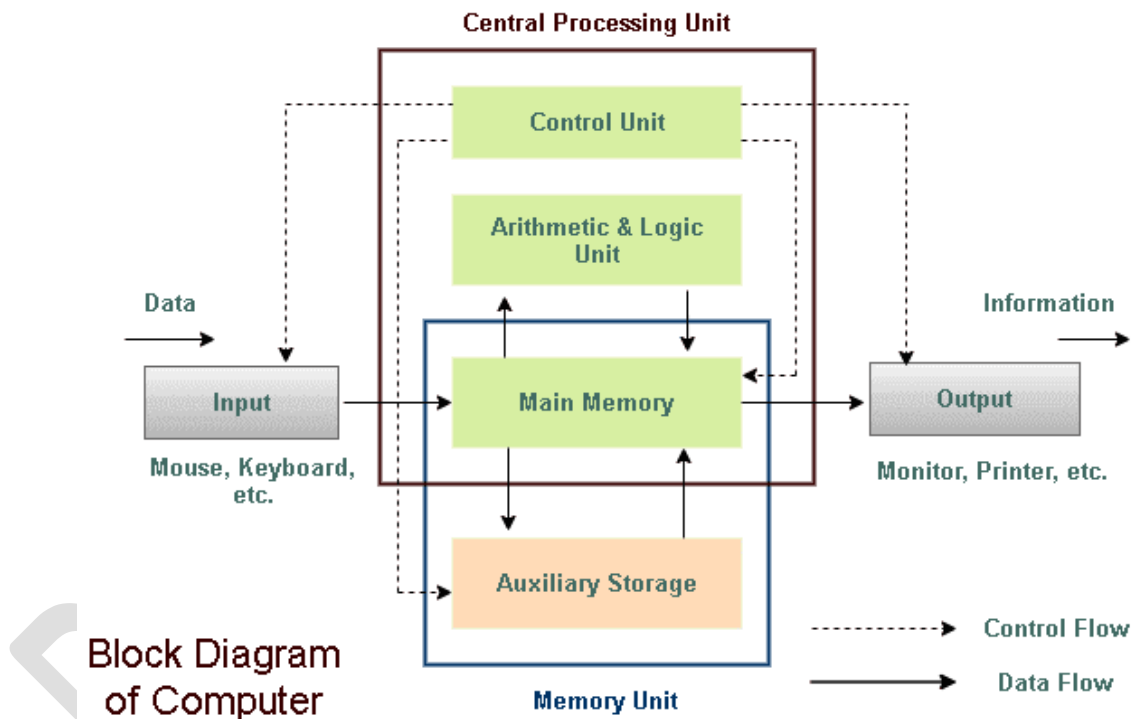 Central Processing Unit
Control Unit
Arithmetic & Logic
Unit
Data
Information
Input
Main Memory
Output
Mouse, Keyboard,
etc.
Monitor, Printer, etc.
Auxiliary Storage
Control Flow
Block Diagram
of Computer
Data Flow
Memory Unit